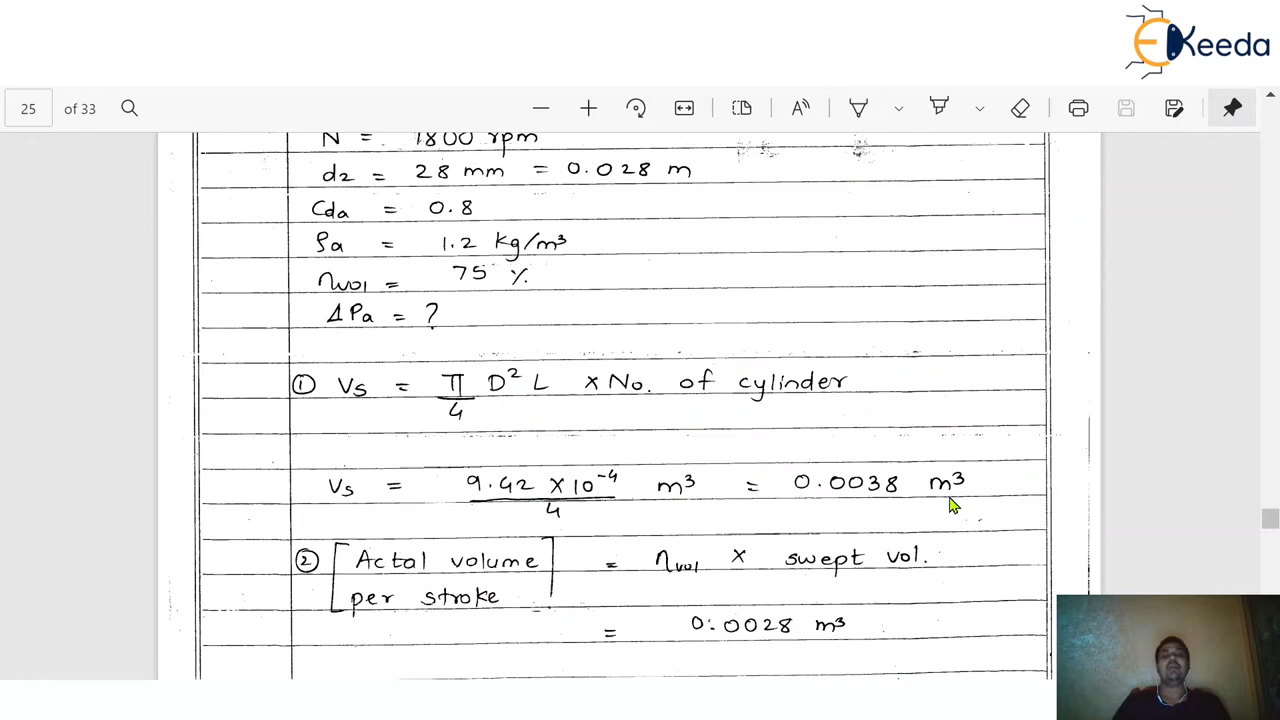 EKeeda
25 of 33
N = 1800 rpm
d2 = 28 mm = 0.028 m
Cda = 0.8
ρa = 1.2 kg/m³
ηvol = 75 %.
ΔPa = ?
① Vs = π/4 D² L x No. of cylinder
Vs = 9.42 x 10⁻⁴/4 m³ = 0.0038 m³
② [Actal volume per stroke] = ηvol x swept vol.
= 0.0028 m³